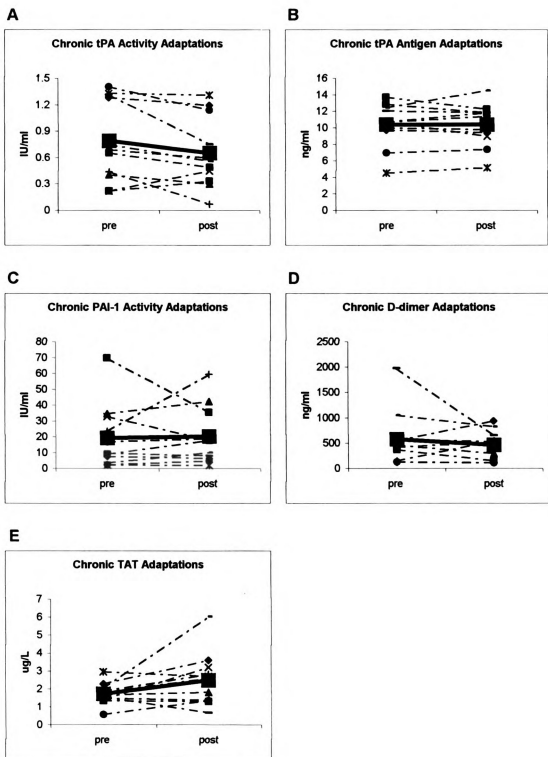 A
Chronic tPA Activity Adaptations
1.5
1.2
0.9
0.6
0.3
0
IU/ml
pre
post
B
Chronic tPA Antigen Adaptations
16
14
12
10
8
6
4
2
0
ng/ml
pre
post
C
Chronic PAI-1 Activity Adaptations
80
70
60
50
40
30
20
10
0
IU/ml
pre
post
D
Chronic D-dimer Adaptations
2500
2000
1500
1000
500
0
ng/ml
pre
post
E
Chronic TAT Adaptations
7
6
5
4
3
2
1
0
ug/L
pre
post